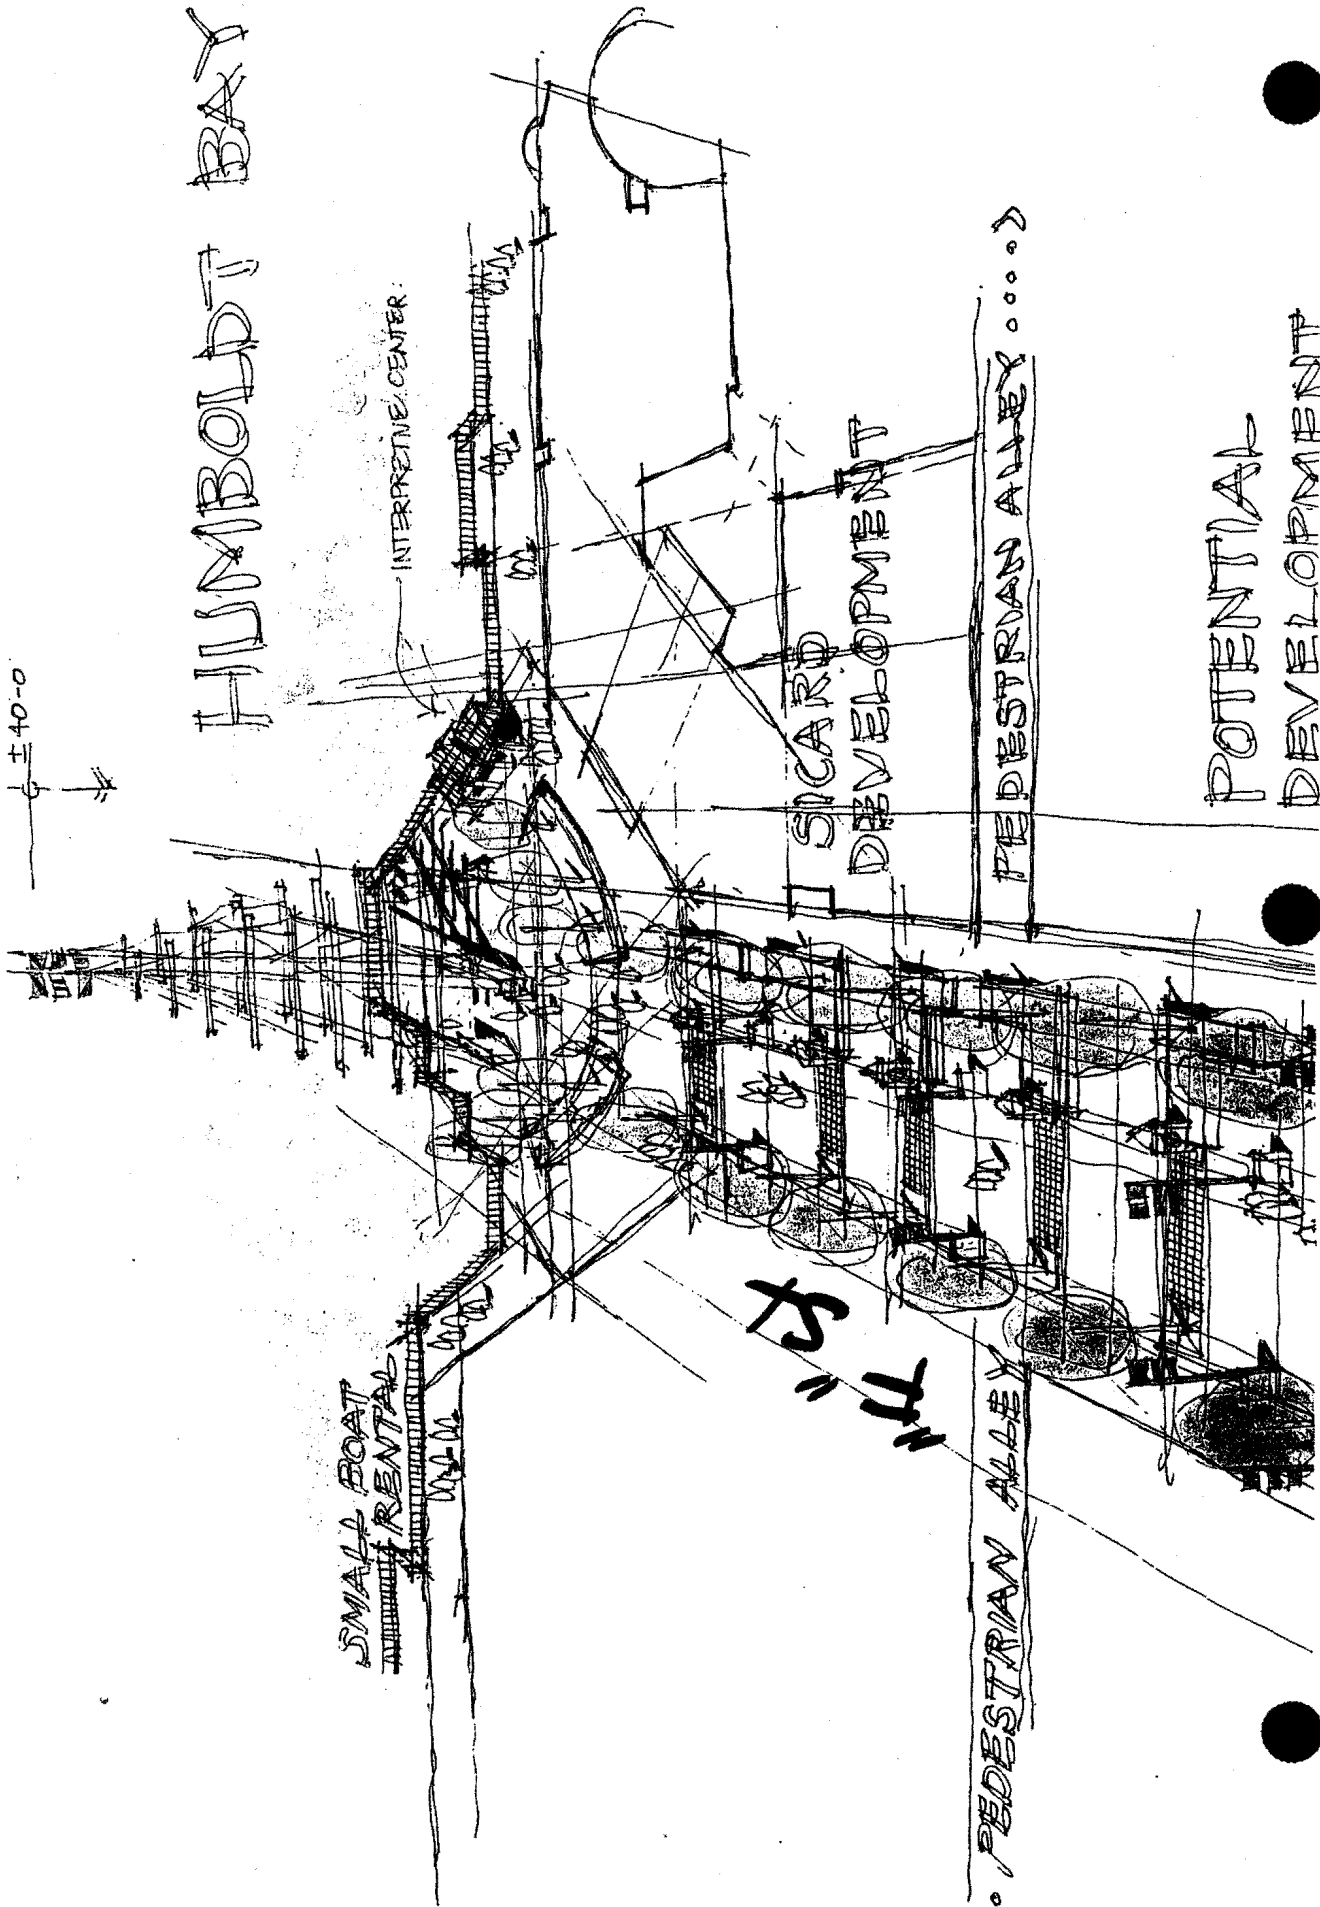 ± 40-0
HUMBOLDT BAY
INTERPRETIVE CENTER:
SMALL BOAT
RENTAL
SICARD
DEVELOPMENT
"F" ST
PEDESTRIAN ALLEY
PEDESTRIAN ALLEY
POTENTIAL
DEVELOPMENT